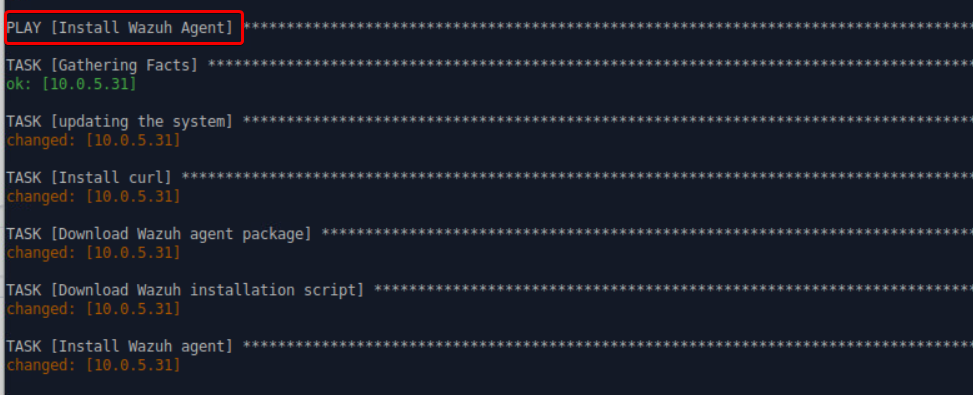 PLAY [Install Wazuh Agent] ***********************************************************************************
TASK [Gathering Facts] ***************************************************************************************
ok: [10.0.5.31]
TASK [updating the system] ***********************************************************************************
changed: [10.0.5.31]
TASK [Install curl] ******************************************************************************************
changed: [10.0.5.31]
TASK [Download Wazuh agent package] **************************************************************************
changed: [10.0.5.31]
TASK [Download Wazuh installation script] ********************************************************************
changed: [10.0.5.31]
TASK [Install Wazuh agent] ***********************************************************************************
changed: [10.0.5.31]